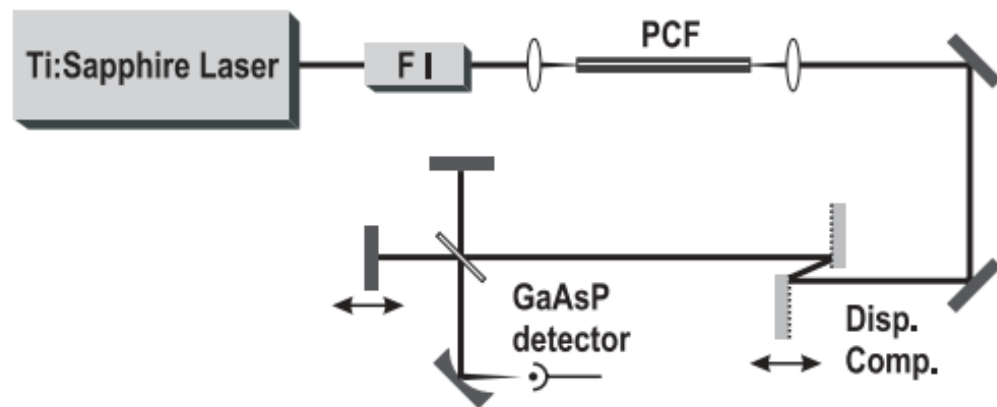 Ti:Sapphire Laser
F I
PCF
GaAsP
detector
Disp.
Comp.